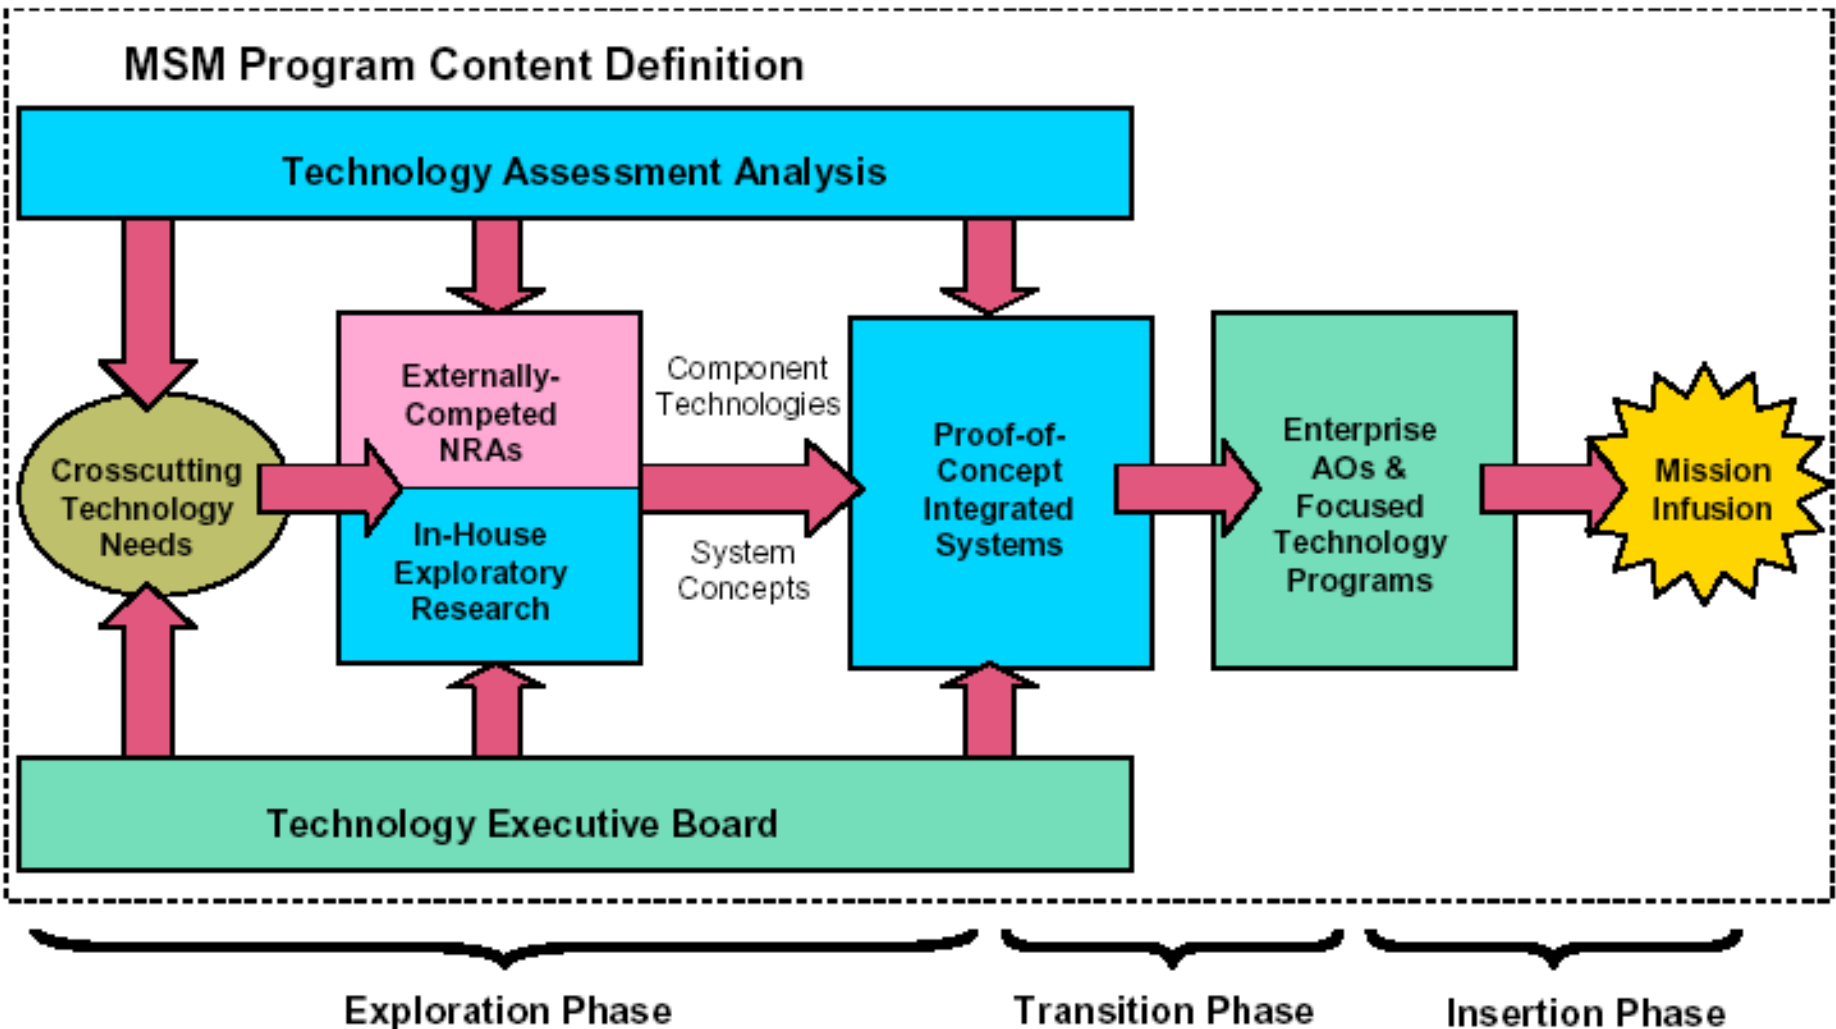 MSM Program Content Definition
Technology Assessment Analysis
Crosscutting
Technology
Needs
Externally-
Competed
NRAs
In-House
Exploratory
Research
Component
Technologies
System
Concepts
Proof-of-
Concept
Integrated
Systems
Enterprise
AOs &
Focused
Technology
Programs
Mission
Infusion
Technology Executive Board
Exploration Phase
Transition Phase
Insertion Phase